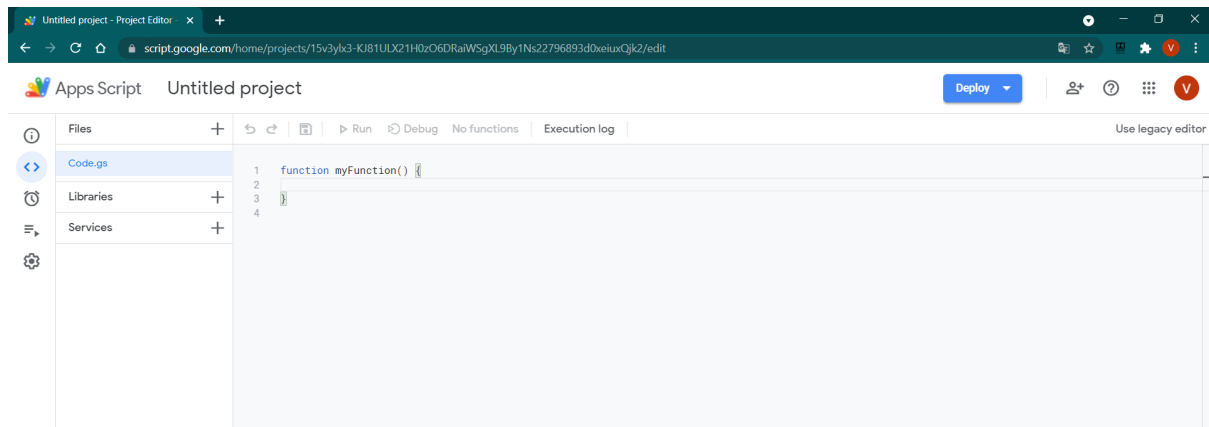 Untitled project - Project Editor -
script.google.com/home/projects/15v3ylx3-KJ81ULX21H0zO6DRaiWSgXL9By1Ns22796893d0xeiuxQjk2/edit
V
Apps Script Untitled project Deploy V
Files Run Debug No functions Execution log Use legacy editor
Code.gs
1 function myFunction() {
2
3 }
4
Libraries
Services